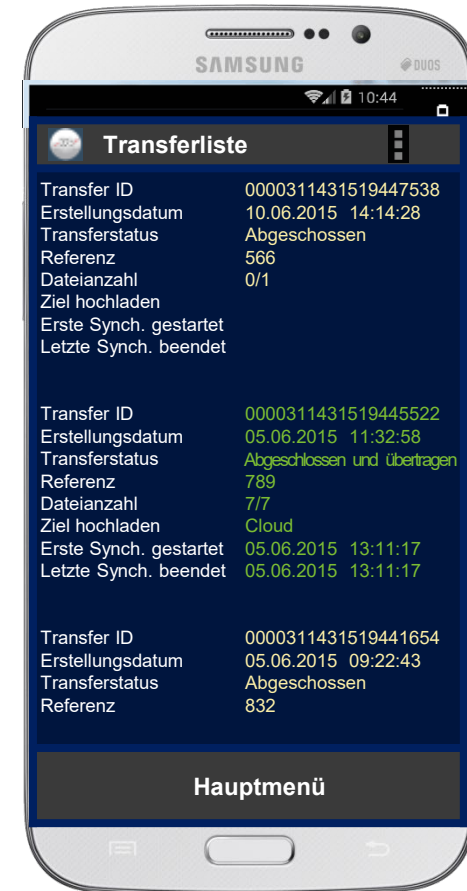 SAMSUNG DUOS
10:44
Transferliste
Transfer ID 0000311431519447538
Erstellungsdatum 10.06.2015 14:14:28
Transferstatus Abgeschossen
Referenz 566
Dateianzahl 0/1
Ziel hochladen
Erste Synch. gestartet
Letzte Synch. beendet
Transfer ID 0000311431519445522
Erstellungsdatum 05.06.2015 11:32:58
Transferstatus Abgeschlossen und übertragen
Referenz 789
Dateianzahl 7/7
Ziel hochladen Cloud
Erste Synch. gestartet 05.06.2015 13:11:17
Letzte Synch. beendet 05.06.2015 13:11:17
Transfer ID 0000311431519441654
Erstellungsdatum 05.06.2015 09:22:43
Transferstatus Abgeschossen
Referenz 832
Hauptmenü